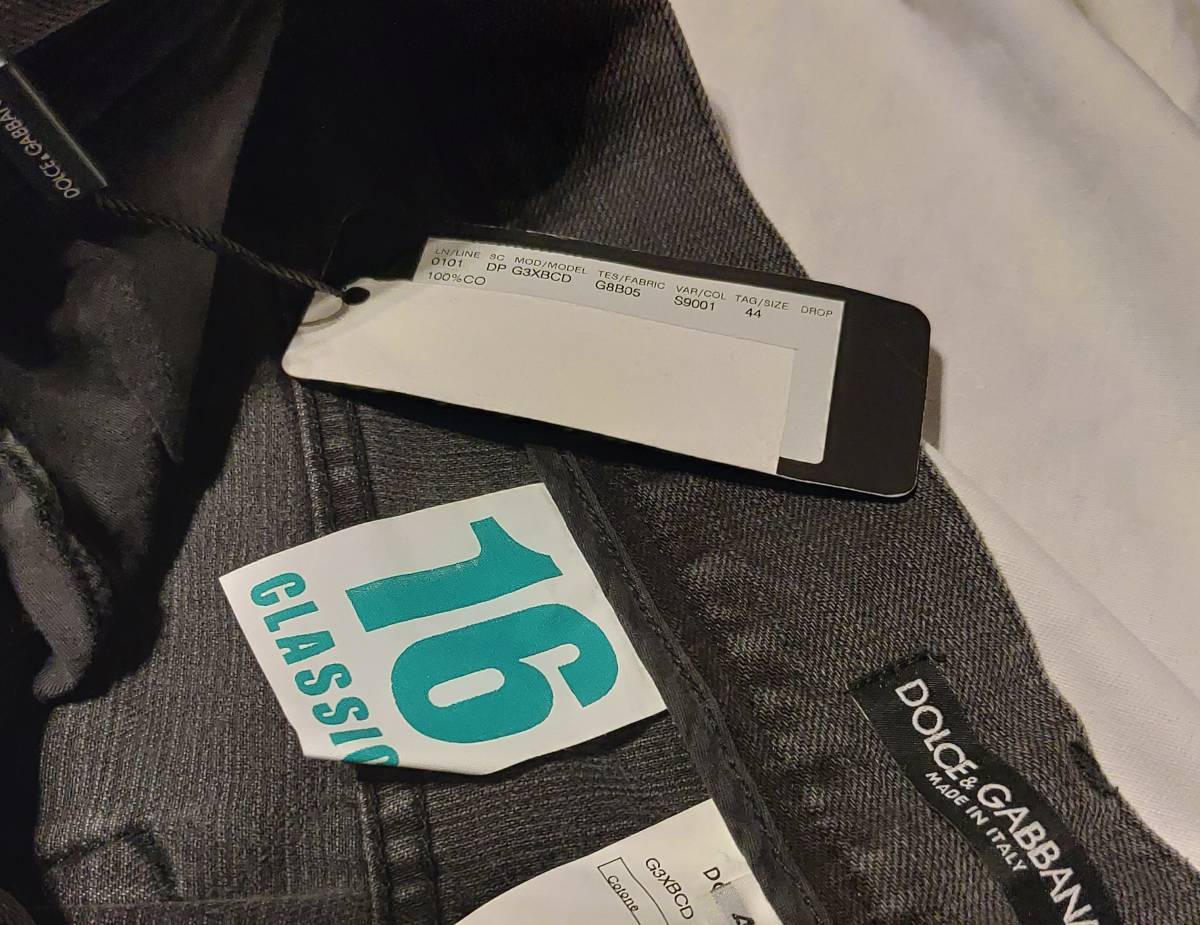 DOLCE & GABBANA
LN/LINE SC MOD/MODEL TES/FABRIC VAR/COL TAG/SIZE DROP
0101 DP G3XBCD G8B05 S9001 44
100%CO
16
CLASSIC
DOLCE & GABBANA
MADE IN ITALY
G3XBCD
Cotone